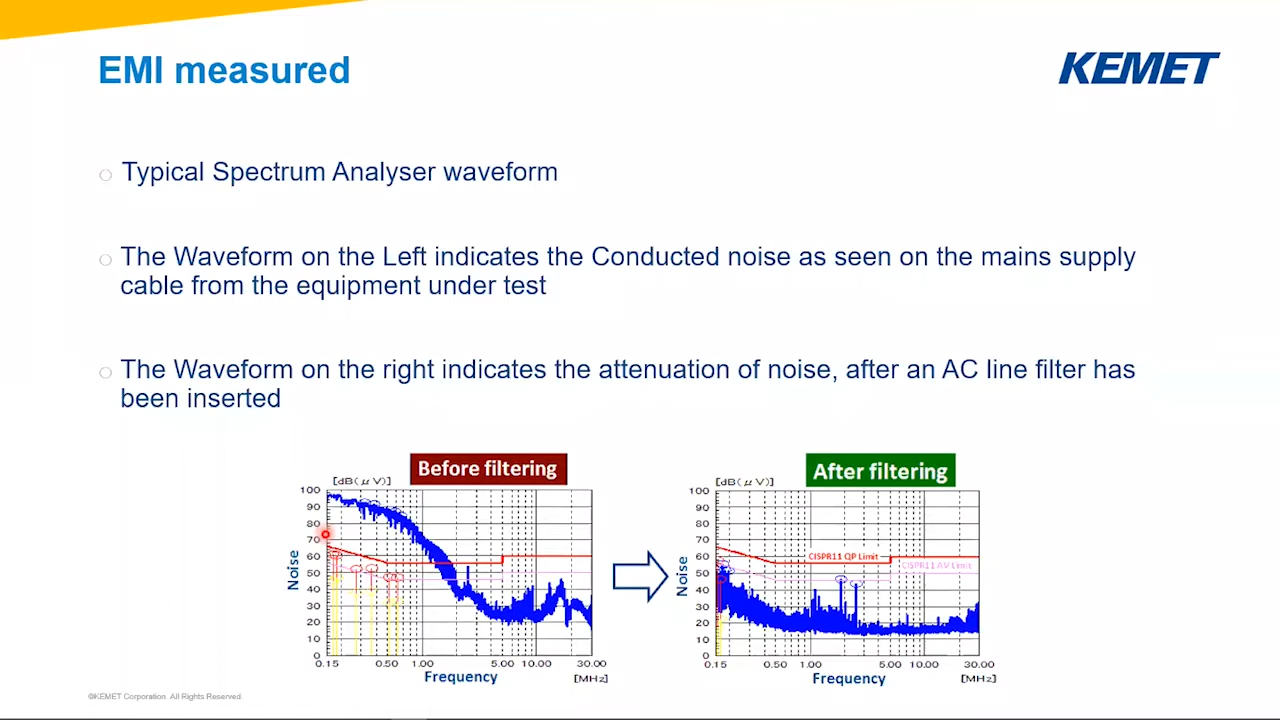 EMI measured
KEMET
Typical Spectrum Analyser waveform
The Waveform on the Left indicates the Conducted noise as seen on the mains supply
cable from the equipment under test
The Waveform on the right indicates the attenuation of noise, after an AC line filter has
been inserted
Before filtering
[dB(μV)]
100
90
80
70
60
50
40
30
20
10
0
Noise
0.15 0.50 1.00 5.00 10.00 30.00
Frequency
[MHz]
After filtering
[dB(μV)]
100
90
80
70
60
50
40
30
20
10
0
Noise
CISPR11 QP Limit
CISPR11 AV Limit
0.15 0.50 1.00 5.00 10.00 30.00
Frequency
[MHz]
©KEMET Corporation. All Rights Reserved.